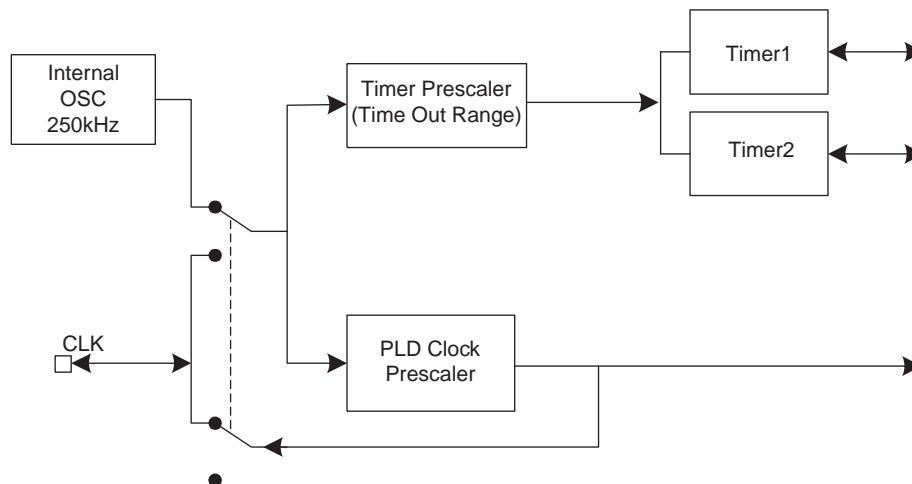 Internal
OSC
250kHz
Timer Prescaler
(Time Out Range)
Timer1
Timer2
CLK
PLD Clock
Prescaler